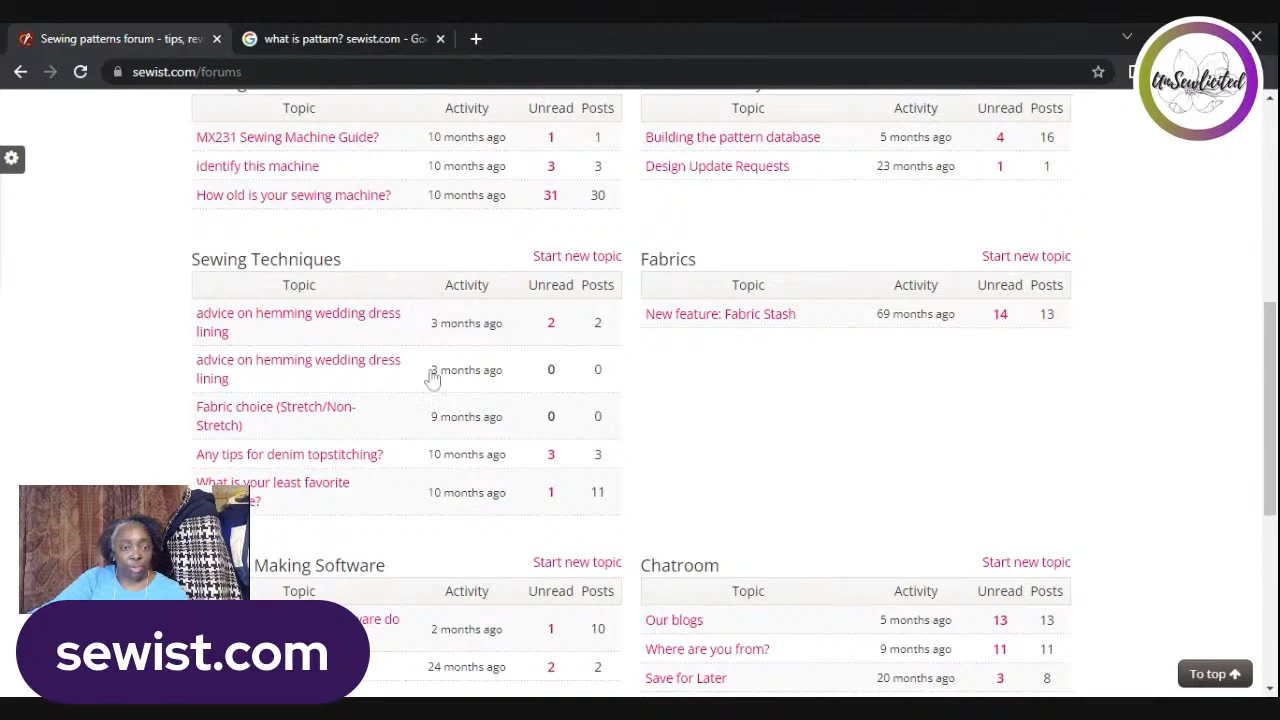 Sewing patterns forum - tips, rev
what is pattarn? sewist.com - Go
sewist.com/forums
UnSewlicited
Topic Activity Unread Posts
MX231 Sewing Machine Guide? 10 months ago 1 1
identify this machine 10 months ago 3 3
How old is your sewing machine? 10 months ago 31 30
Topic Activity Unread Posts
Building the pattern database 5 months ago 4 16
Design Update Requests 23 months ago 1 1
Sewing Techniques Start new topic
Topic Activity Unread Posts
advice on hemming wedding dress
lining 3 months ago 2 2
advice on hemming wedding dress
lining 3 months ago 0 0
Fabric choice (Stretch/Non-
Stretch) 9 months ago 0 0
Any tips for denim topstitching? 10 months ago 3 3
What is your least favorite
e? 10 months ago 1 11
Fabrics Start new topic
Topic Activity Unread Posts
New feature: Fabric Stash 69 months ago 14 13
Making Software Start new topic
Topic Activity Unread Posts
ware do
2 months ago 1 10
24 months ago 2 2
Chatroom Start new topic
Topic Activity Unread Posts
Our blogs 5 months ago 13 13
Where are you from? 9 months ago 11 11
Save for Later 20 months ago 3 8
To top
sewist.com